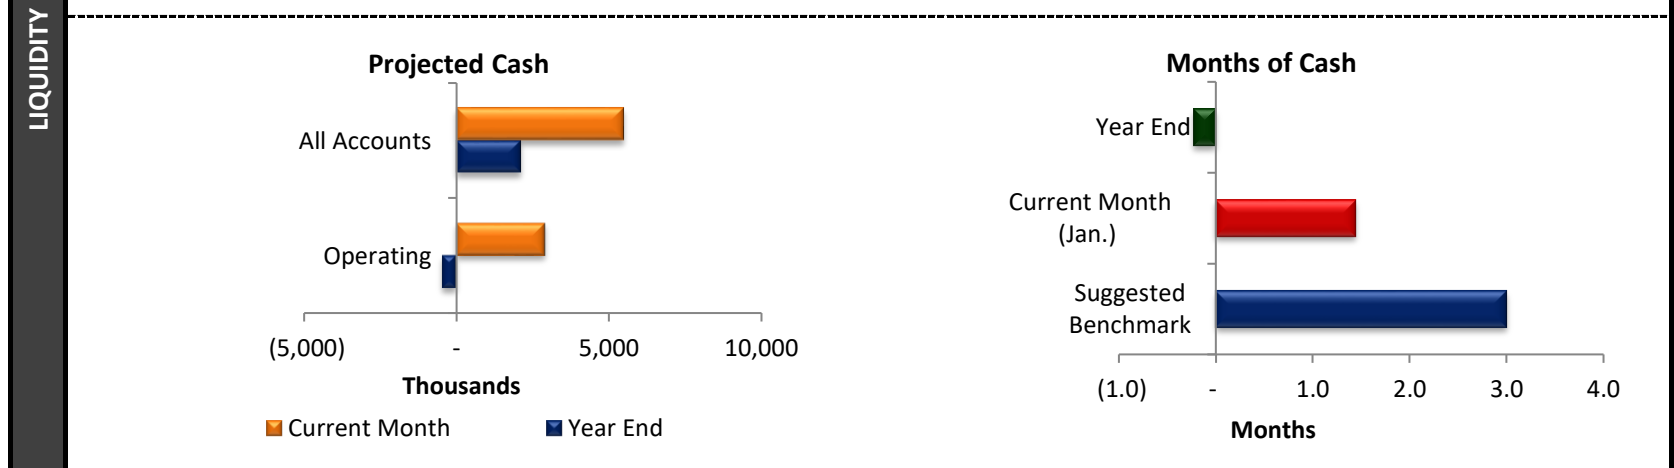 LIQUIDITY
Projected Cash
All Accounts
Operating
(5,000)
-
5,000
10,000
Thousands
Current Month
Year End
Months of Cash
Year End
Current Month
(Jan.)
Suggested
Benchmark
(1.0)
-
1.0
2.0
3.0
4.0
Months